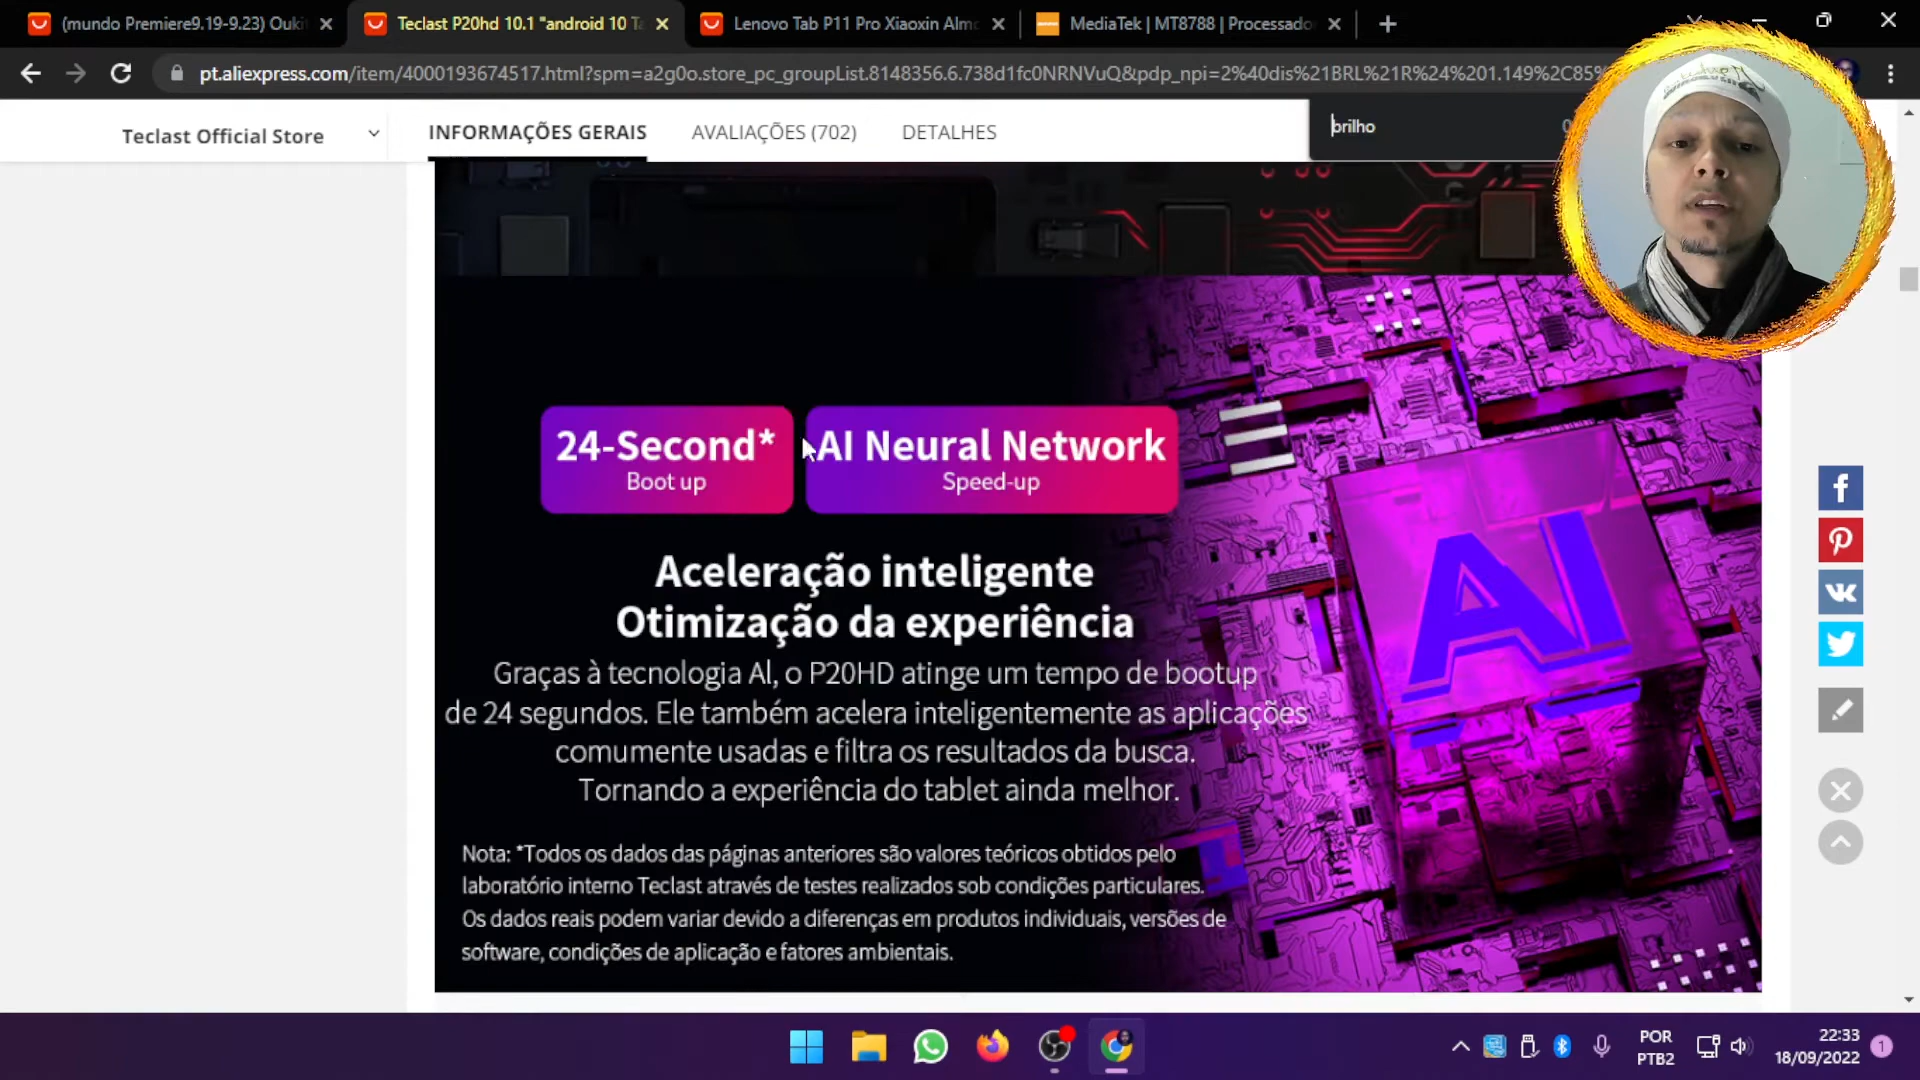 (mundo Premiere9.19-9.23) Ouki
Teclast P20hd 10.1 "android 10 Ta
Lenovo Tab P11 Pro Xiaoxin Almo
MediaTek | MT8788 | Processado
pt.aliexpress.com/item/4000193674517.html?spm=a2g0o.store_pc_groupList.8148356.6.738d1fc0NRNVuQ&pdp_npi=2%40dis%21BRL%21R%24%201.149%2C85%
Teclast Official Store
INFORMAÇÕES GERAIS
AVALIAÇÕES (702)
DETALHES
brilho
24-Second*
Boot up
AI Neural Network
Speed-up
Aceleração inteligente
Otimização da experiência
Graças à tecnologia Al, o P20HD atinge um tempo de bootup
de 24 segundos. Ele também acelera inteligentemente as aplicações
comumente usadas e filtra os resultados da busca.
Tornando a experiência do tablet ainda melhor.
Nota: *Todos os dados das páginas anteriores são valores teóricos obtidos pelo
laboratório interno Teclast através de testes realizados sob condições particulares.
Os dados reais podem variar devido a diferenças em produtos individuais, versões de
software, condições de aplicação e fatores ambientais.
AI
POR
PTB2
22:33
18/09/2022
1